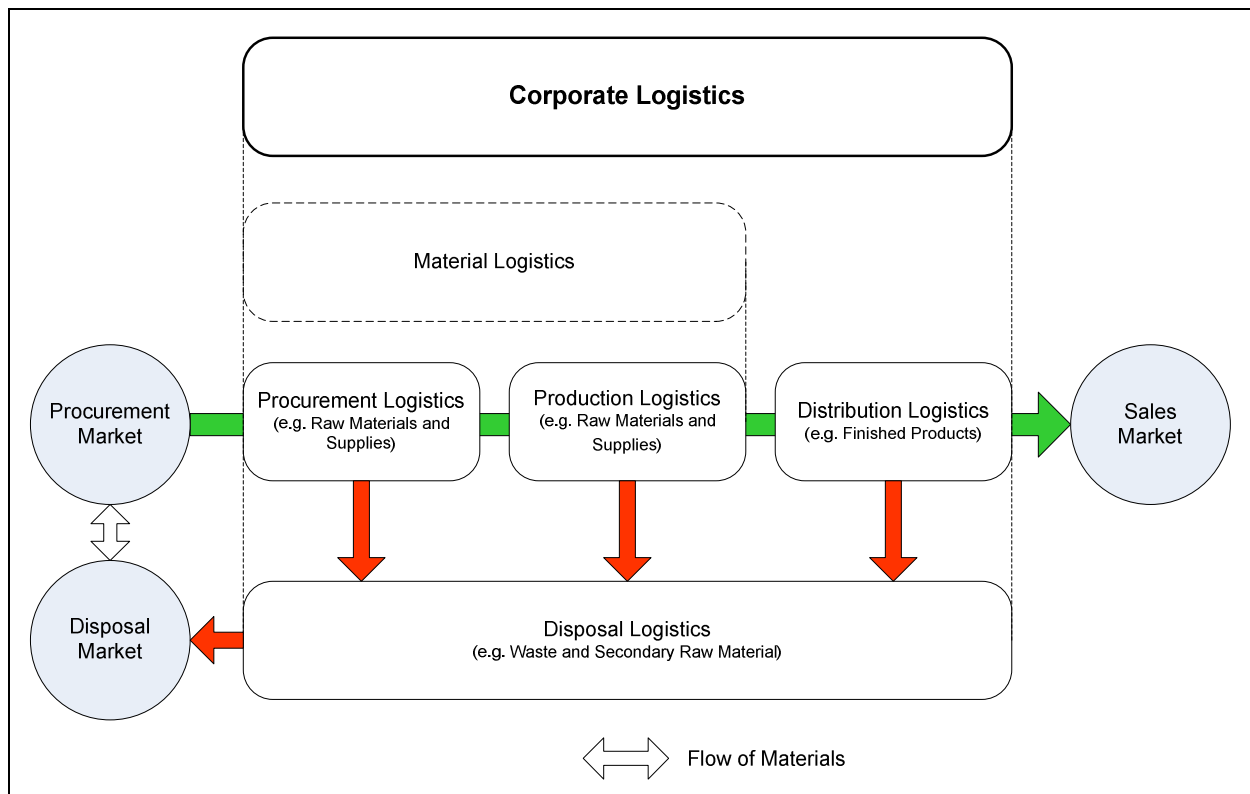 Corporate Logistics
Material Logistics
Procurement
Market
Procurement Logistics
(e.g. Raw Materials and
Supplies)
Production Logistics
(e.g. Raw Materials and
Supplies)
Distribution Logistics
(e.g. Finished Products)
Sales
Market
Disposal
Market
Disposal Logistics
(e.g. Waste and Secondary Raw Material)
Flow of Materials